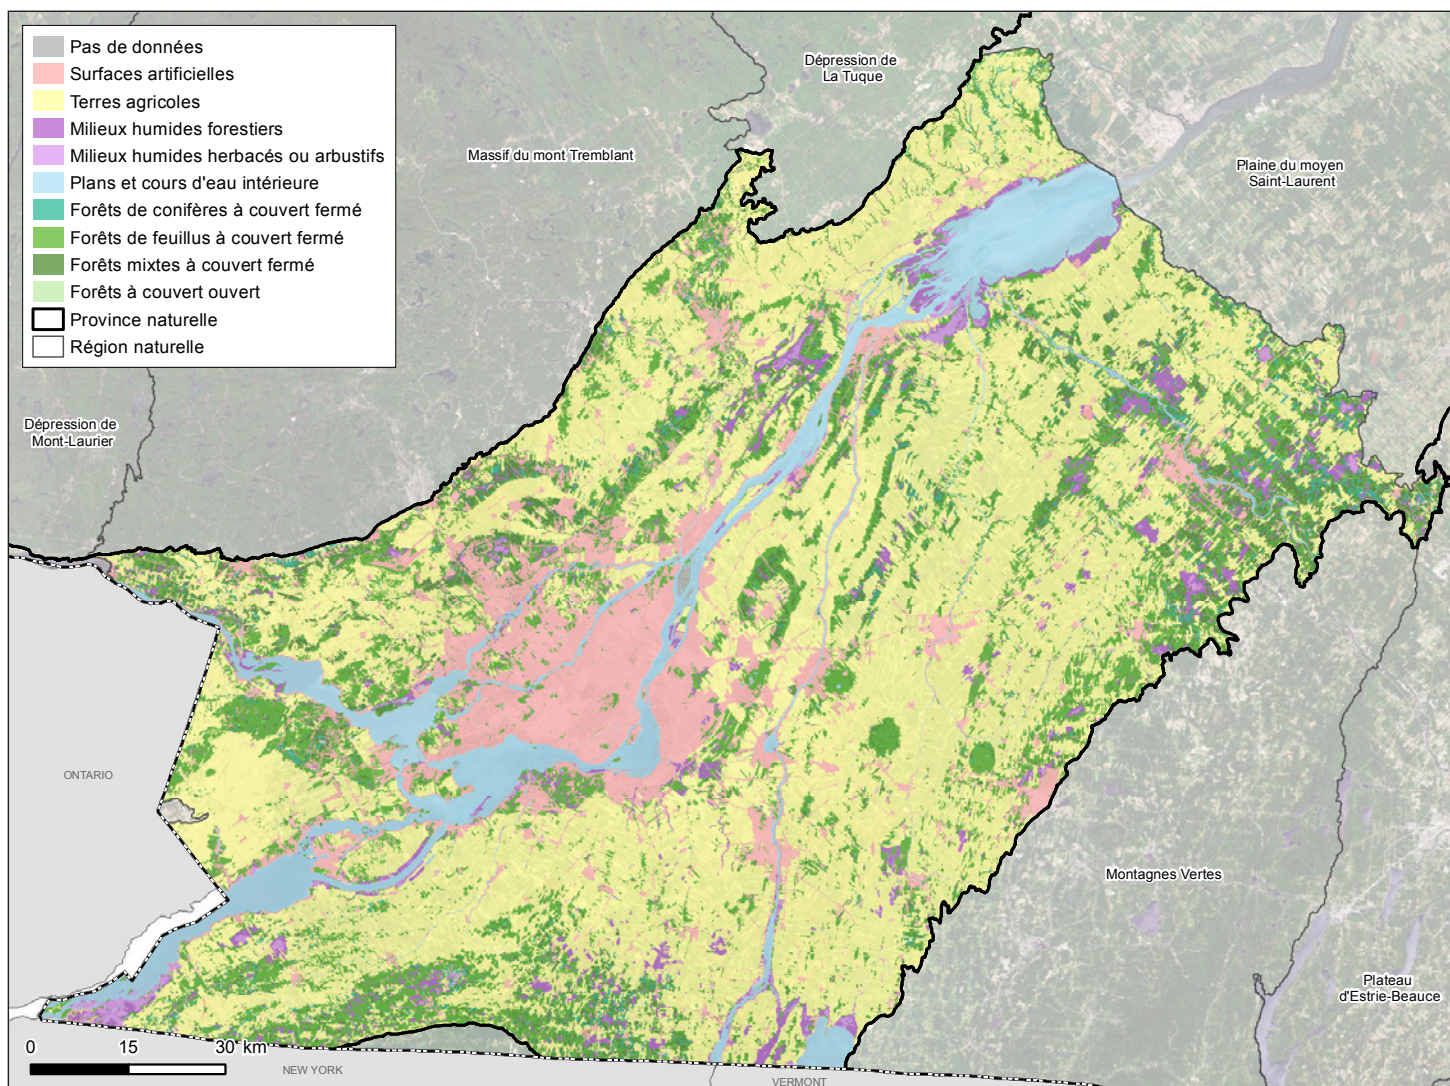 Pas de données
Surfaces artificielles
Terres agricoles
Milieux humides forestiers
Milieux humides herbacés ou arbustifs
Plans et cours d'eau intérieure
Forêts de conifères à couvert fermé
Forêts de feuillus à couvert fermé
Forêts mixtes à couvert fermé
Forêts à couvert ouvert
Province naturelle
Région naturelle
Dépression de
La Tuque
Massif du mont Tremblant
Plaine du moyen
Saint-Laurent
Dépression de
Mont-Laurier
ONTARIO
Montagnes Vertes
Plateau
d'Estrie-Beauce
0 15 30 km
NEW YORK
VERMONT